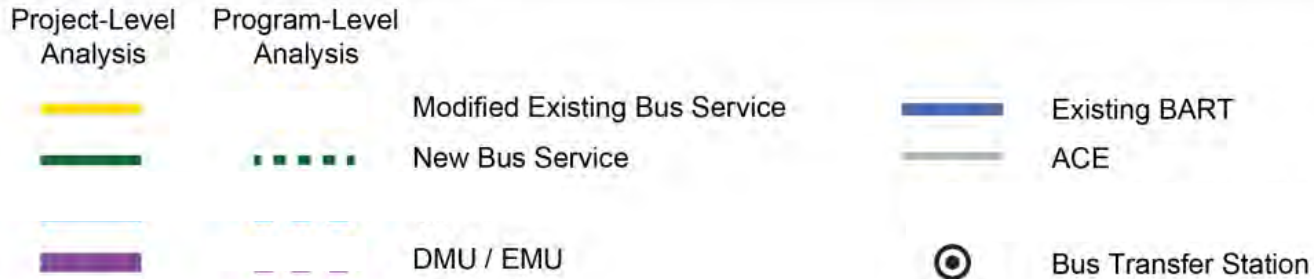 Project-Level Program-Level
Analysis Analysis
Modified Existing Bus Service Existing BART
New Bus Service ACE
DMU / EMU Bus Transfer Station